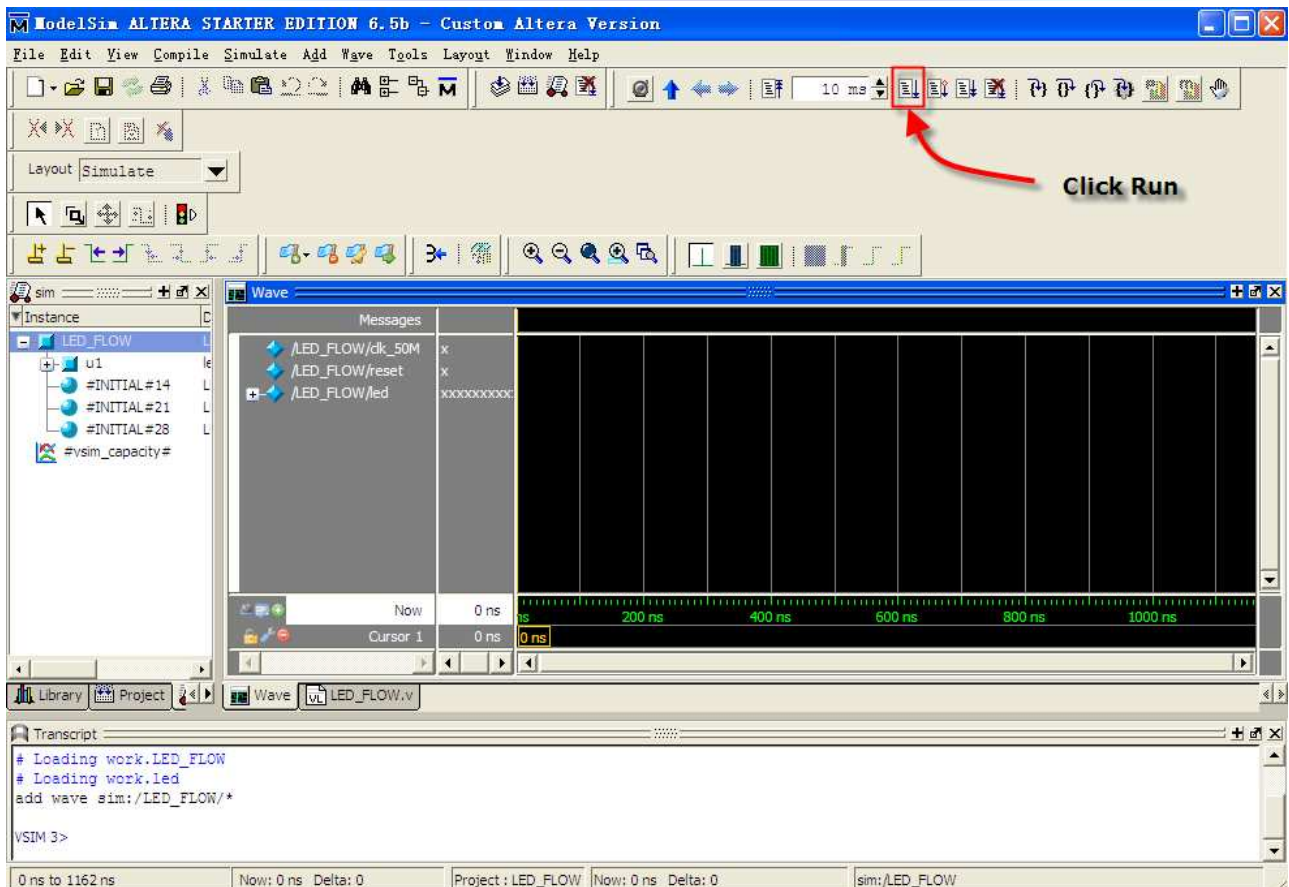 ModelSim ALTERA STARTER EDITION 6.5b - Custom Altera Version
File Edit View Compile Simulate Add Wave Tools Layout Window Help
10 ms
Layout Simulate
Click Run
sim
Wave
Instance D
Messages
LED_FLOW L
u1 le
#INITIAL#14 L
#INITIAL#21 L
#INITIAL#28 L
#vsim_capacity#
/LED_FLOW/clk_50M x
/LED_FLOW/reset x
/LED_FLOW/led xxxxxxxxx
Now 0 ns
ns 200 ns 400 ns 600 ns 800 ns 1000 ns
Cursor 1 0 ns 0 ns
Library Project Wave LED_FLOW.v
Transcript
# Loading work.LED_FLOW
# Loading work.led
add wave sim:/LED_FLOW/*
VSIM 3>
0 ns to 1162 ns Now: 0 ns Delta: 0 Project : LED_FLOW Now: 0 ns Delta: 0 sim:/LED_FLOW